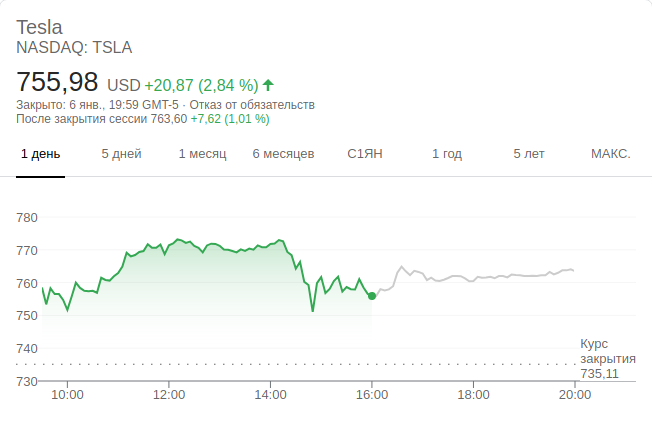 Tesla
NASDAQ: TSLA
755,98 USD +20,87 (2,84 %)
Закрыто: 6 янв., 19:59 GMT-5 · Отказ от обязательств
После закрытия сессии 763,60 +7,62 (1,01 %)
1 день 5 дней 1 месяц 6 месяцев С1ЯН 1 год 5 лет МАКС.
780
770
760
750
740
730
Курс
закрытия
735,11
10:00 12:00 14:00 16:00 18:00 20:00